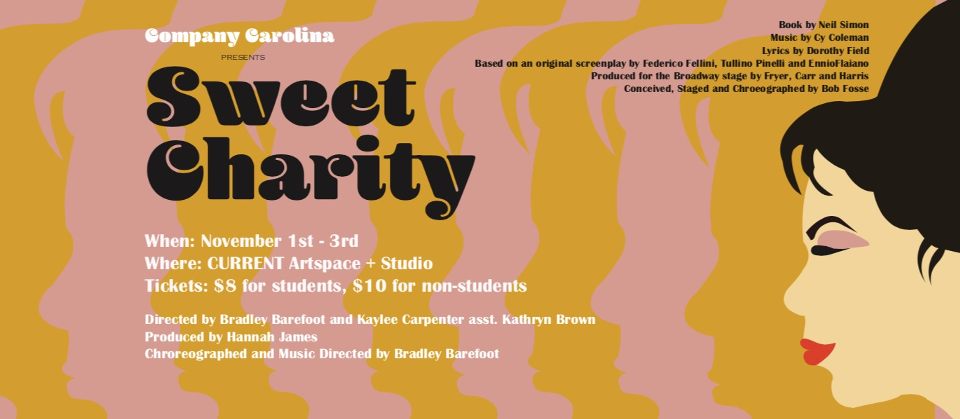 Company Carolina
PRESENTS
Sweet
Charity
Book by Neil Simon
Music by Cy Coleman
Lyrics by Dorothy Field
Based on an original screenplay by Federico Fellini, Tullino Pinelli and EnnioFlaiano
Produced for the Broadway stage by Fryer, Carr and Harris
Conceived, Staged and Chroeographed by Bob Fosse
When: November 1st - 3rd
Where: CURRENT Artspace + Studio
Tickets: $8 for students, $10 for non-students
Directed by Bradley Barefoot and Kaylee Carpenter asst. Kathryn Brown
Produced by Hannah James
Chroreographed and Music Directed by Bradley Barefoot